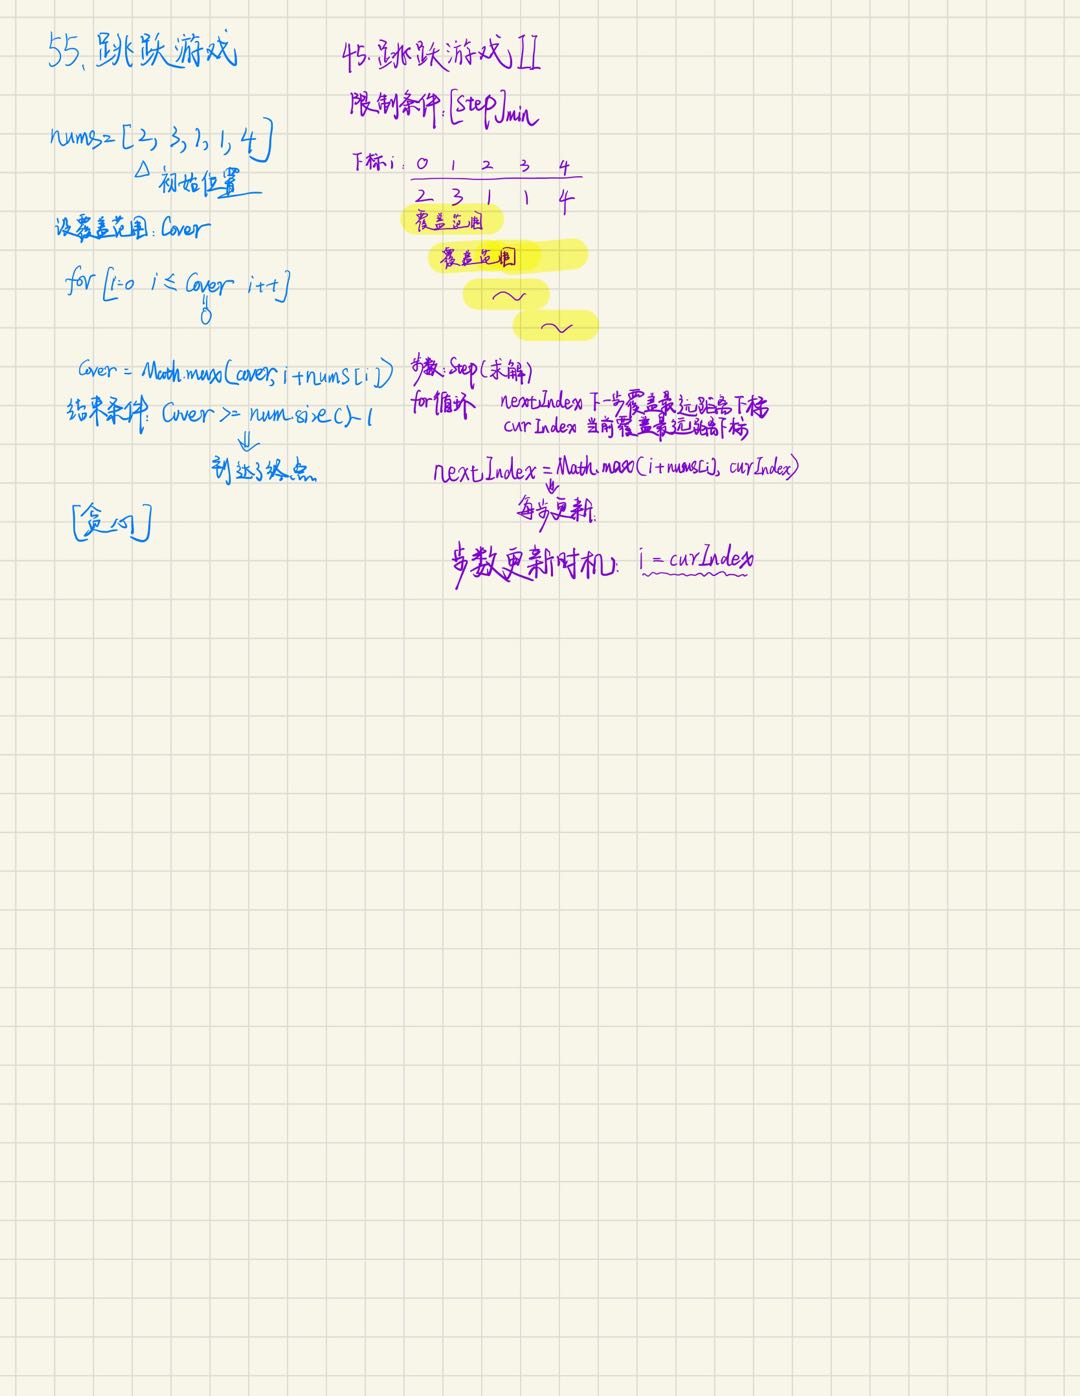 55. 跳跃游戏
nums=[2, 3, 1, 1, 4]
△ 初始位置
设覆盖范围: Cover
for [i=0 i ≤ Cover i++]
0
Cover = Math.max(cover, i+nums[i])
结束条件: Cover >= num.size()-1
到达了终点
[贪心]
45. 跳跃游戏 II
限制条件: [Step]min
下标i: 0 1 2 3 4
2 3 1 1 4
覆盖范围
覆盖范围
~
~
步数: Step (求解)
for循环 nextIndex 下一步覆盖最远距离下标
curIndex 当前覆盖最远距离下标
nextIndex = Math.max(i+nums[i], curIndex)
每步更新.
步数更新时机: i = curIndex